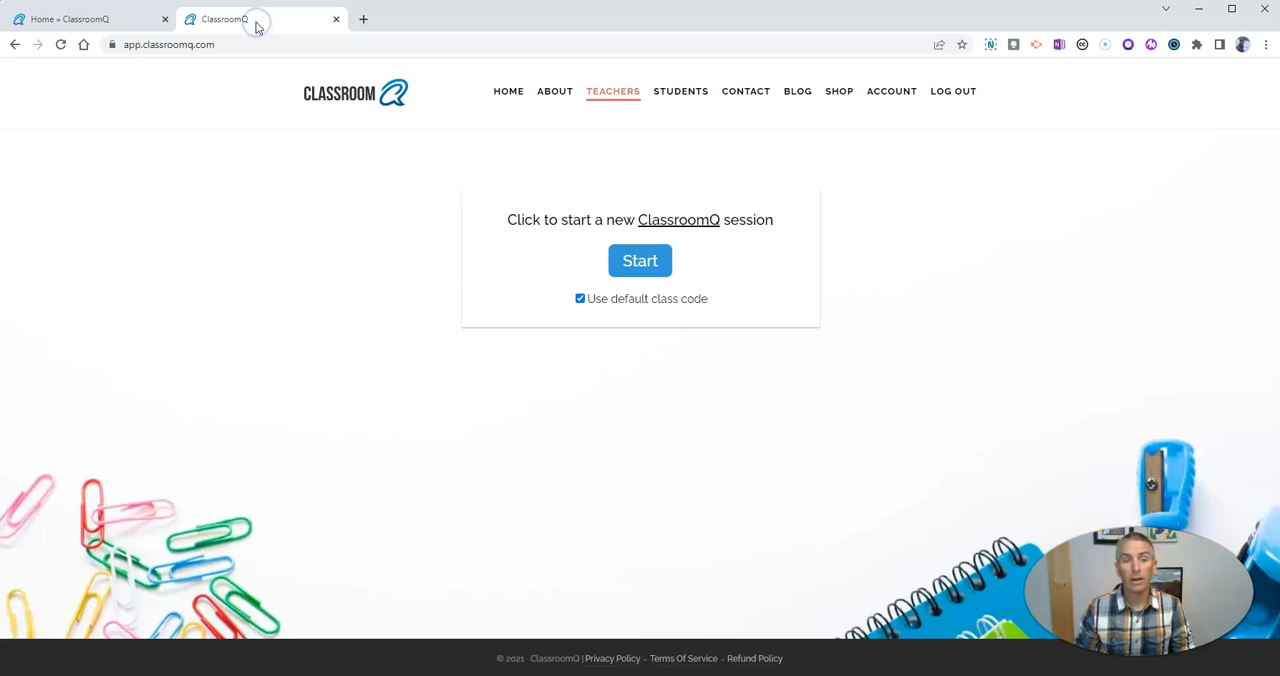 Home » ClassroomQ
ClassroomQ
app.classroomq.com
CLASSROOM Q
HOME ABOUT TEACHERS STUDENTS CONTACT BLOG SHOP ACCOUNT LOG OUT
Click to start a new ClassroomQ session
Start
Use default class code
© 2021 · ClassroomQ | Privacy Policy · Terms Of Service · Refund Policy